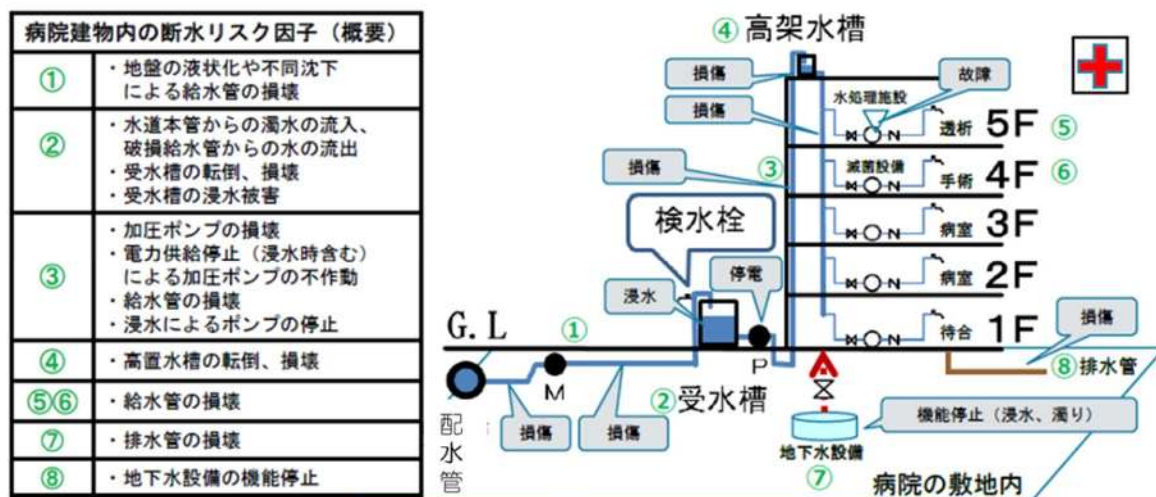 病院建物内の断水リスク因子（概要）
①
・地盤の液状化や不同沈下
による給水管の損壊
②
・水道本管からの濁水の流入、
破損給水管からの水の流出
・受水槽の転倒、損壊
・受水槽の浸水被害
③
・加圧ポンプの損壊
・電力供給停止（浸水時含む）
による加圧ポンプの不作動
・給水管の損壊
・浸水によるポンプの停止
④
・高置水槽の転倒、損壊
⑤⑥
・給水管の損壊
⑦
・排水管の損壊
⑧
・地下水設備の機能停止
④ 高架水槽
損傷
故障
水処理施設
損傷
N
透析 5F ⑤
③
損傷
滅菌設備
N
手術 4F ⑥
検水栓
N
病室 3F
停電
浸水
N
病室 2F
G.L
①
N
待合 1F
損傷
M
P
⑧ 排水管
② 受水槽
配水管
損傷
損傷
機能停止（浸水、濁り）
地下水設備
⑦
病院の敷地内